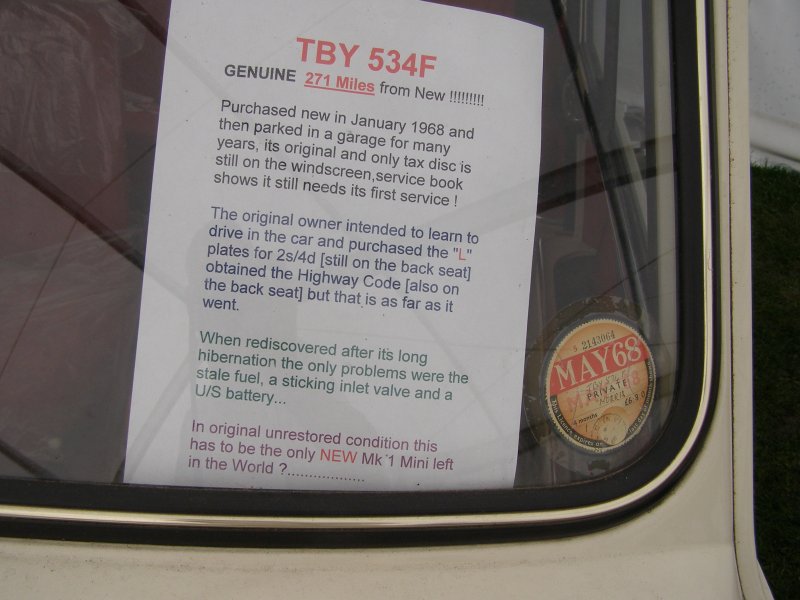 TBY 534F
GENUINE 271 Miles from New !!!!!!!!!
Purchased new in January 1968 and
then parked in a garage for many
years, its original and only tax disc is
still on the windscreen,service book
shows it still needs its first service !
The original owner intended to learn to
drive in the car and purchased the "L"
plates for 2s/4d [still on the back seat]
obtained the Highway Code [also on
the back seat] but that is as far as it
went.
When rediscovered after its long
hibernation the only problems were the
stale fuel, a sticking inlet valve and a
U/S battery...
In original unrestored condition this
has to be the only NEW Mk 1 Mini left
in the World ?..................
S 2143064
MAY68
TBY 534F
PRIVATE
MORRIS
4 months